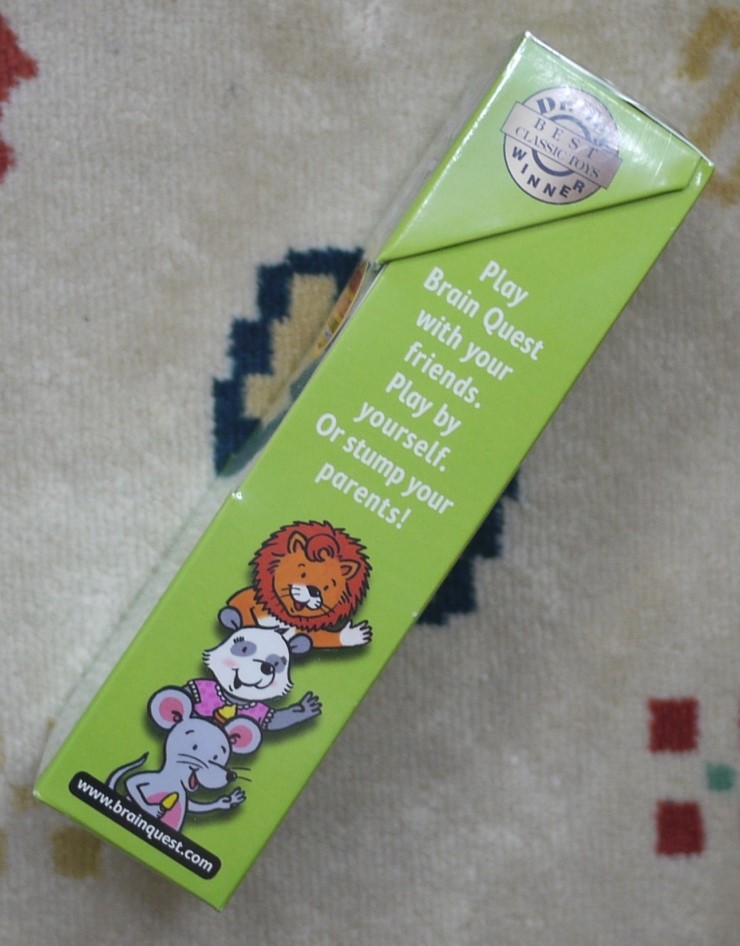 BEST
CLASSIC TOYS
WINNER
Play
Brain Quest
with your
friends.
Play by
yourself.
Or stump your
parents!
www.brainquest.com